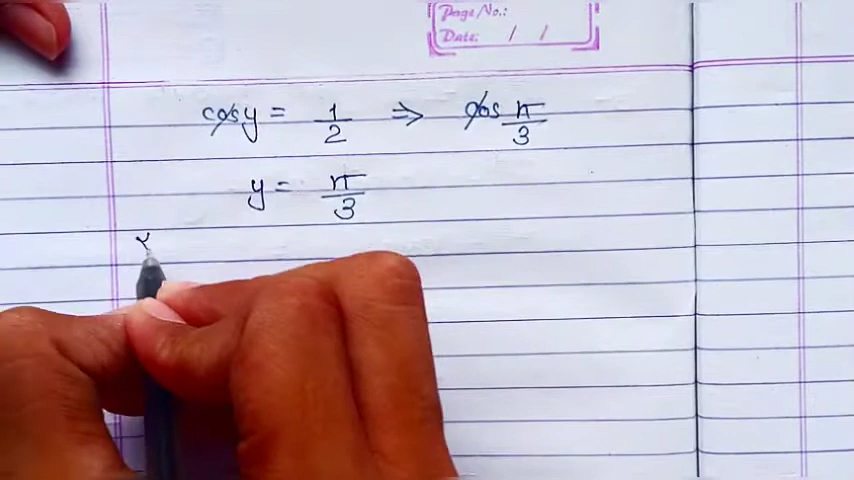 Page No.:
Date: / /
cosy = 1/2 ⇒ cos π/3
y = π/3